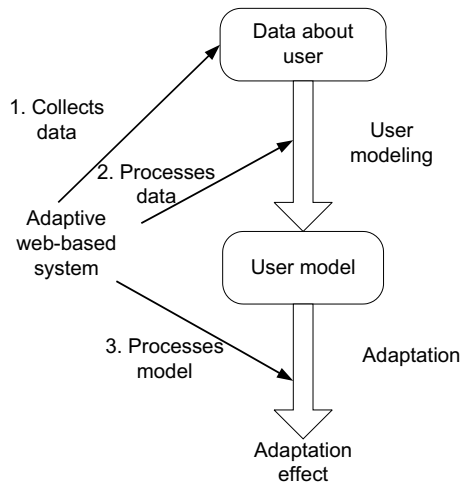 Data about
user
1. Collects
data
User
modeling
2. Processes
data
Adaptive
web-based
system
User model
3. Processes
model
Adaptation
Adaptation
effect